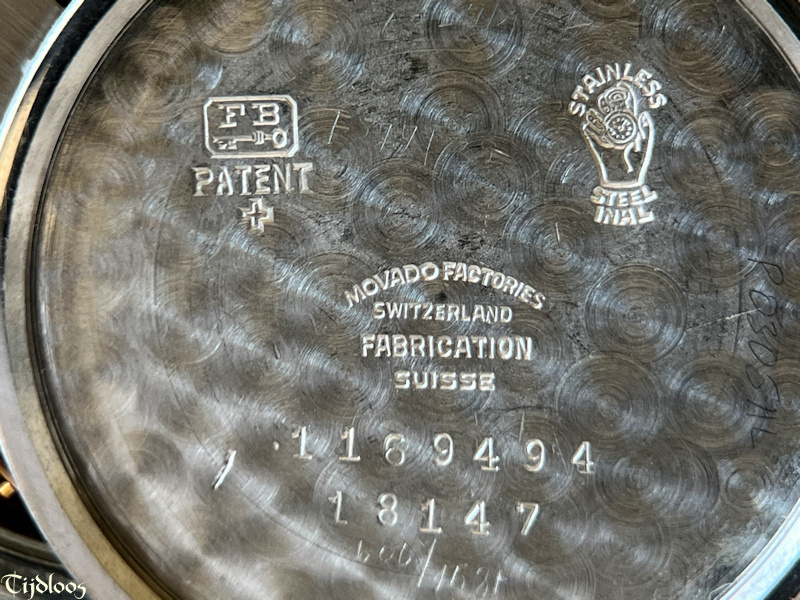 FB
PATENT
STAINLESS
STEEL
INAL
MOVADO FACTORIES
SWITZERLAND
FABRICATION
SUISSE
1169494
18147
Tijdloos